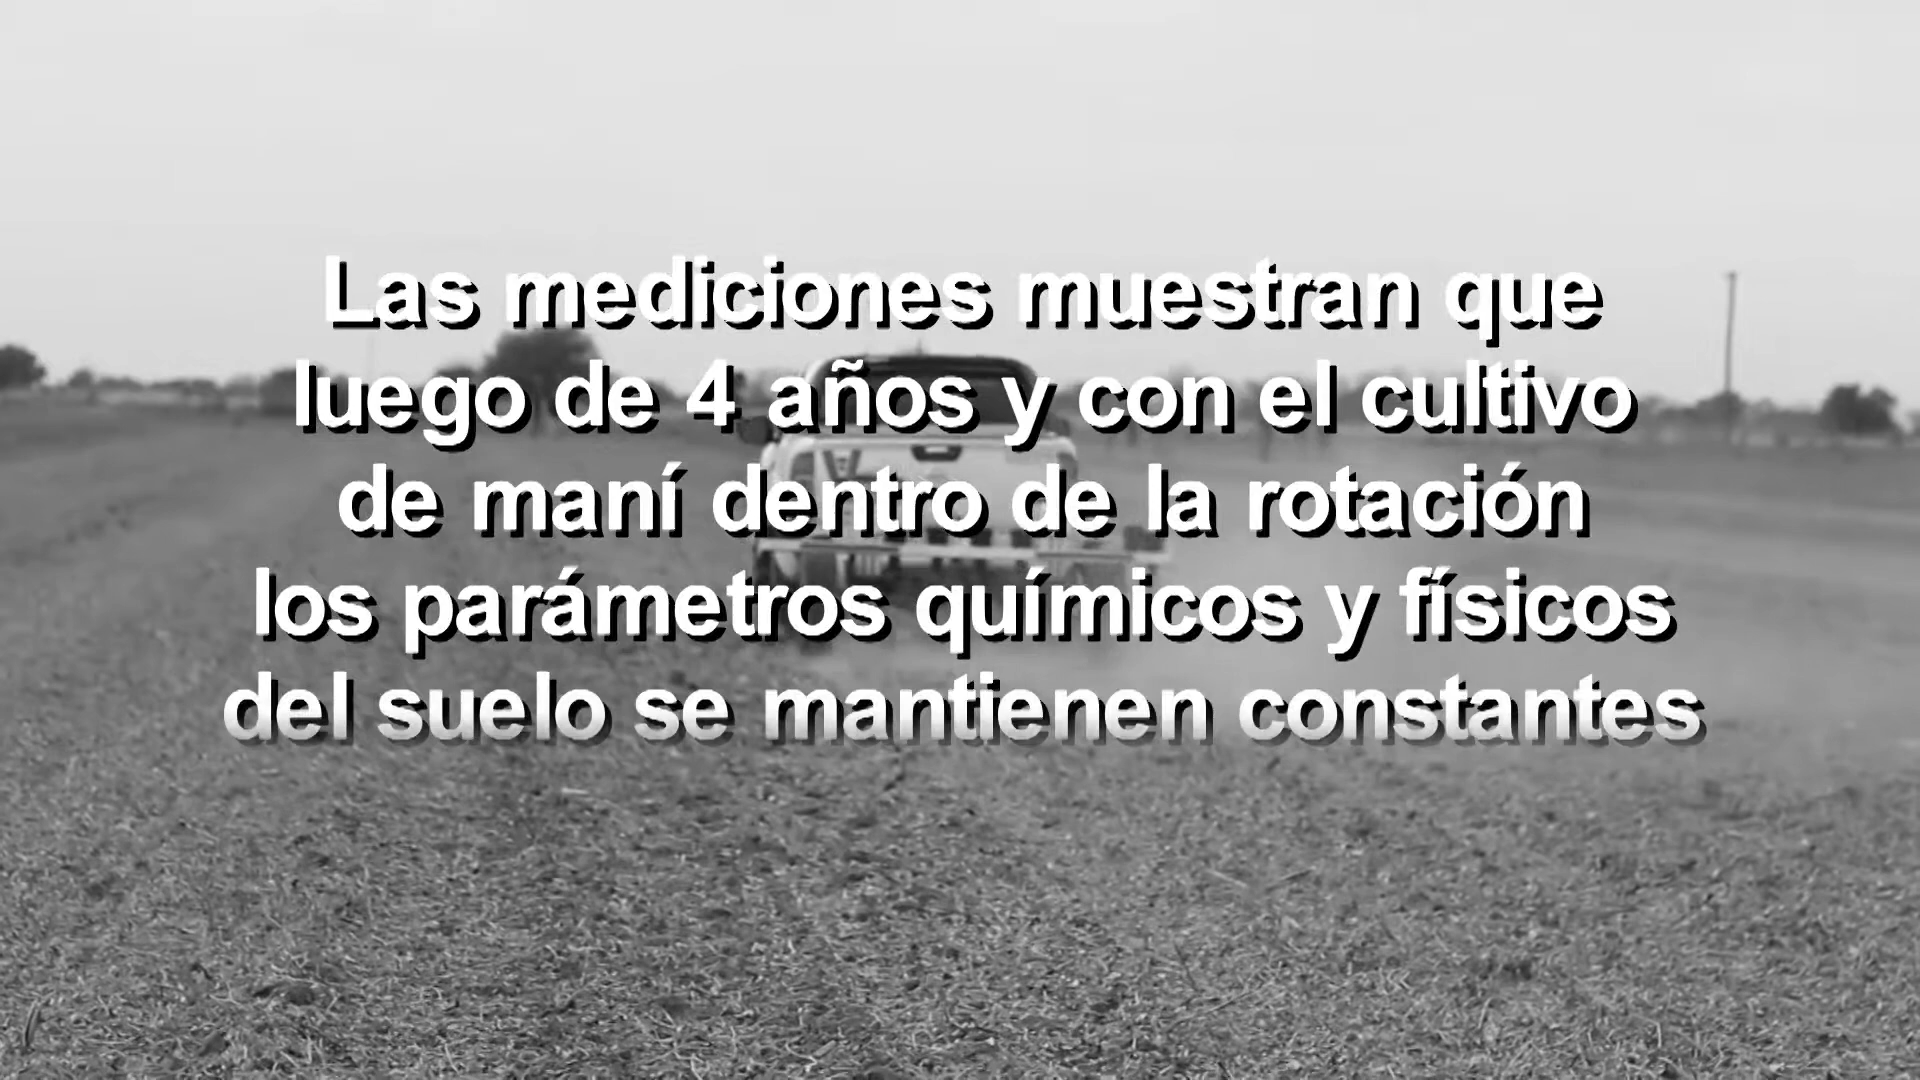 Las mediciones muestran que
luego de 4 años y con el cultivo
de maní dentro de la rotación
los parámetros químicos y físicos
del suelo se mantienen constantes